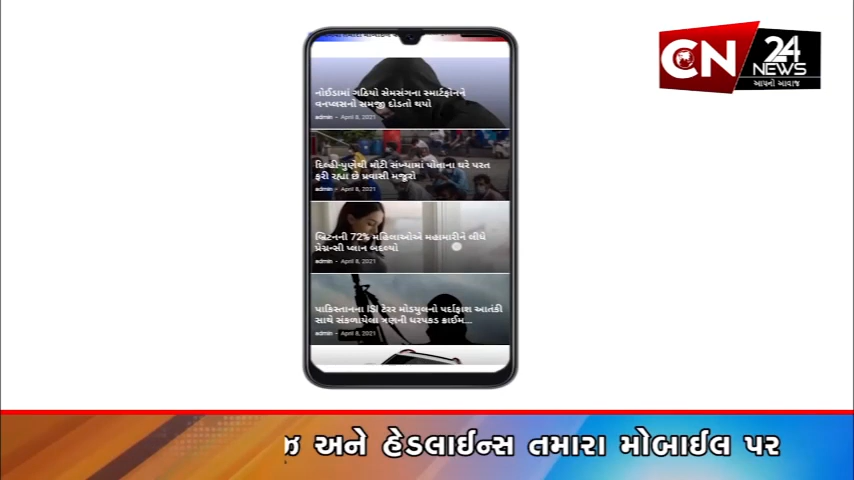 CN
24
NEWS
આપનો આવાજ
નોઈડામાં ગઠિયો સેમસંગના સ્માર્ટફોનને
વનપ્લસનો સમજી દોડતો થયો
admin - April 8, 2021
દિલ્હી-પુણેથી મોટી સંખ્યામાં પોતાના ઘરે પરત
ફરી રહ્યા છે પ્રવાસી મજૂરો
admin - April 8, 2021
બ્રિટનની 72% મહિલાઓએ મહામારીને લીધે
પ્રેગ્નન્સી પ્લાન બદલ્યો
admin - April 8, 2021
પાકિસ્તાનના ISI ટેરર મોડ્યુલનો પર્દાફાશ આતંકી
સાથે સંકળાયેલા ત્રણની ધરપકડ ક્રાઈમ...
admin - April 8, 2021
અને હેડલાઈન્સ તમારા મોબાઈલ પર